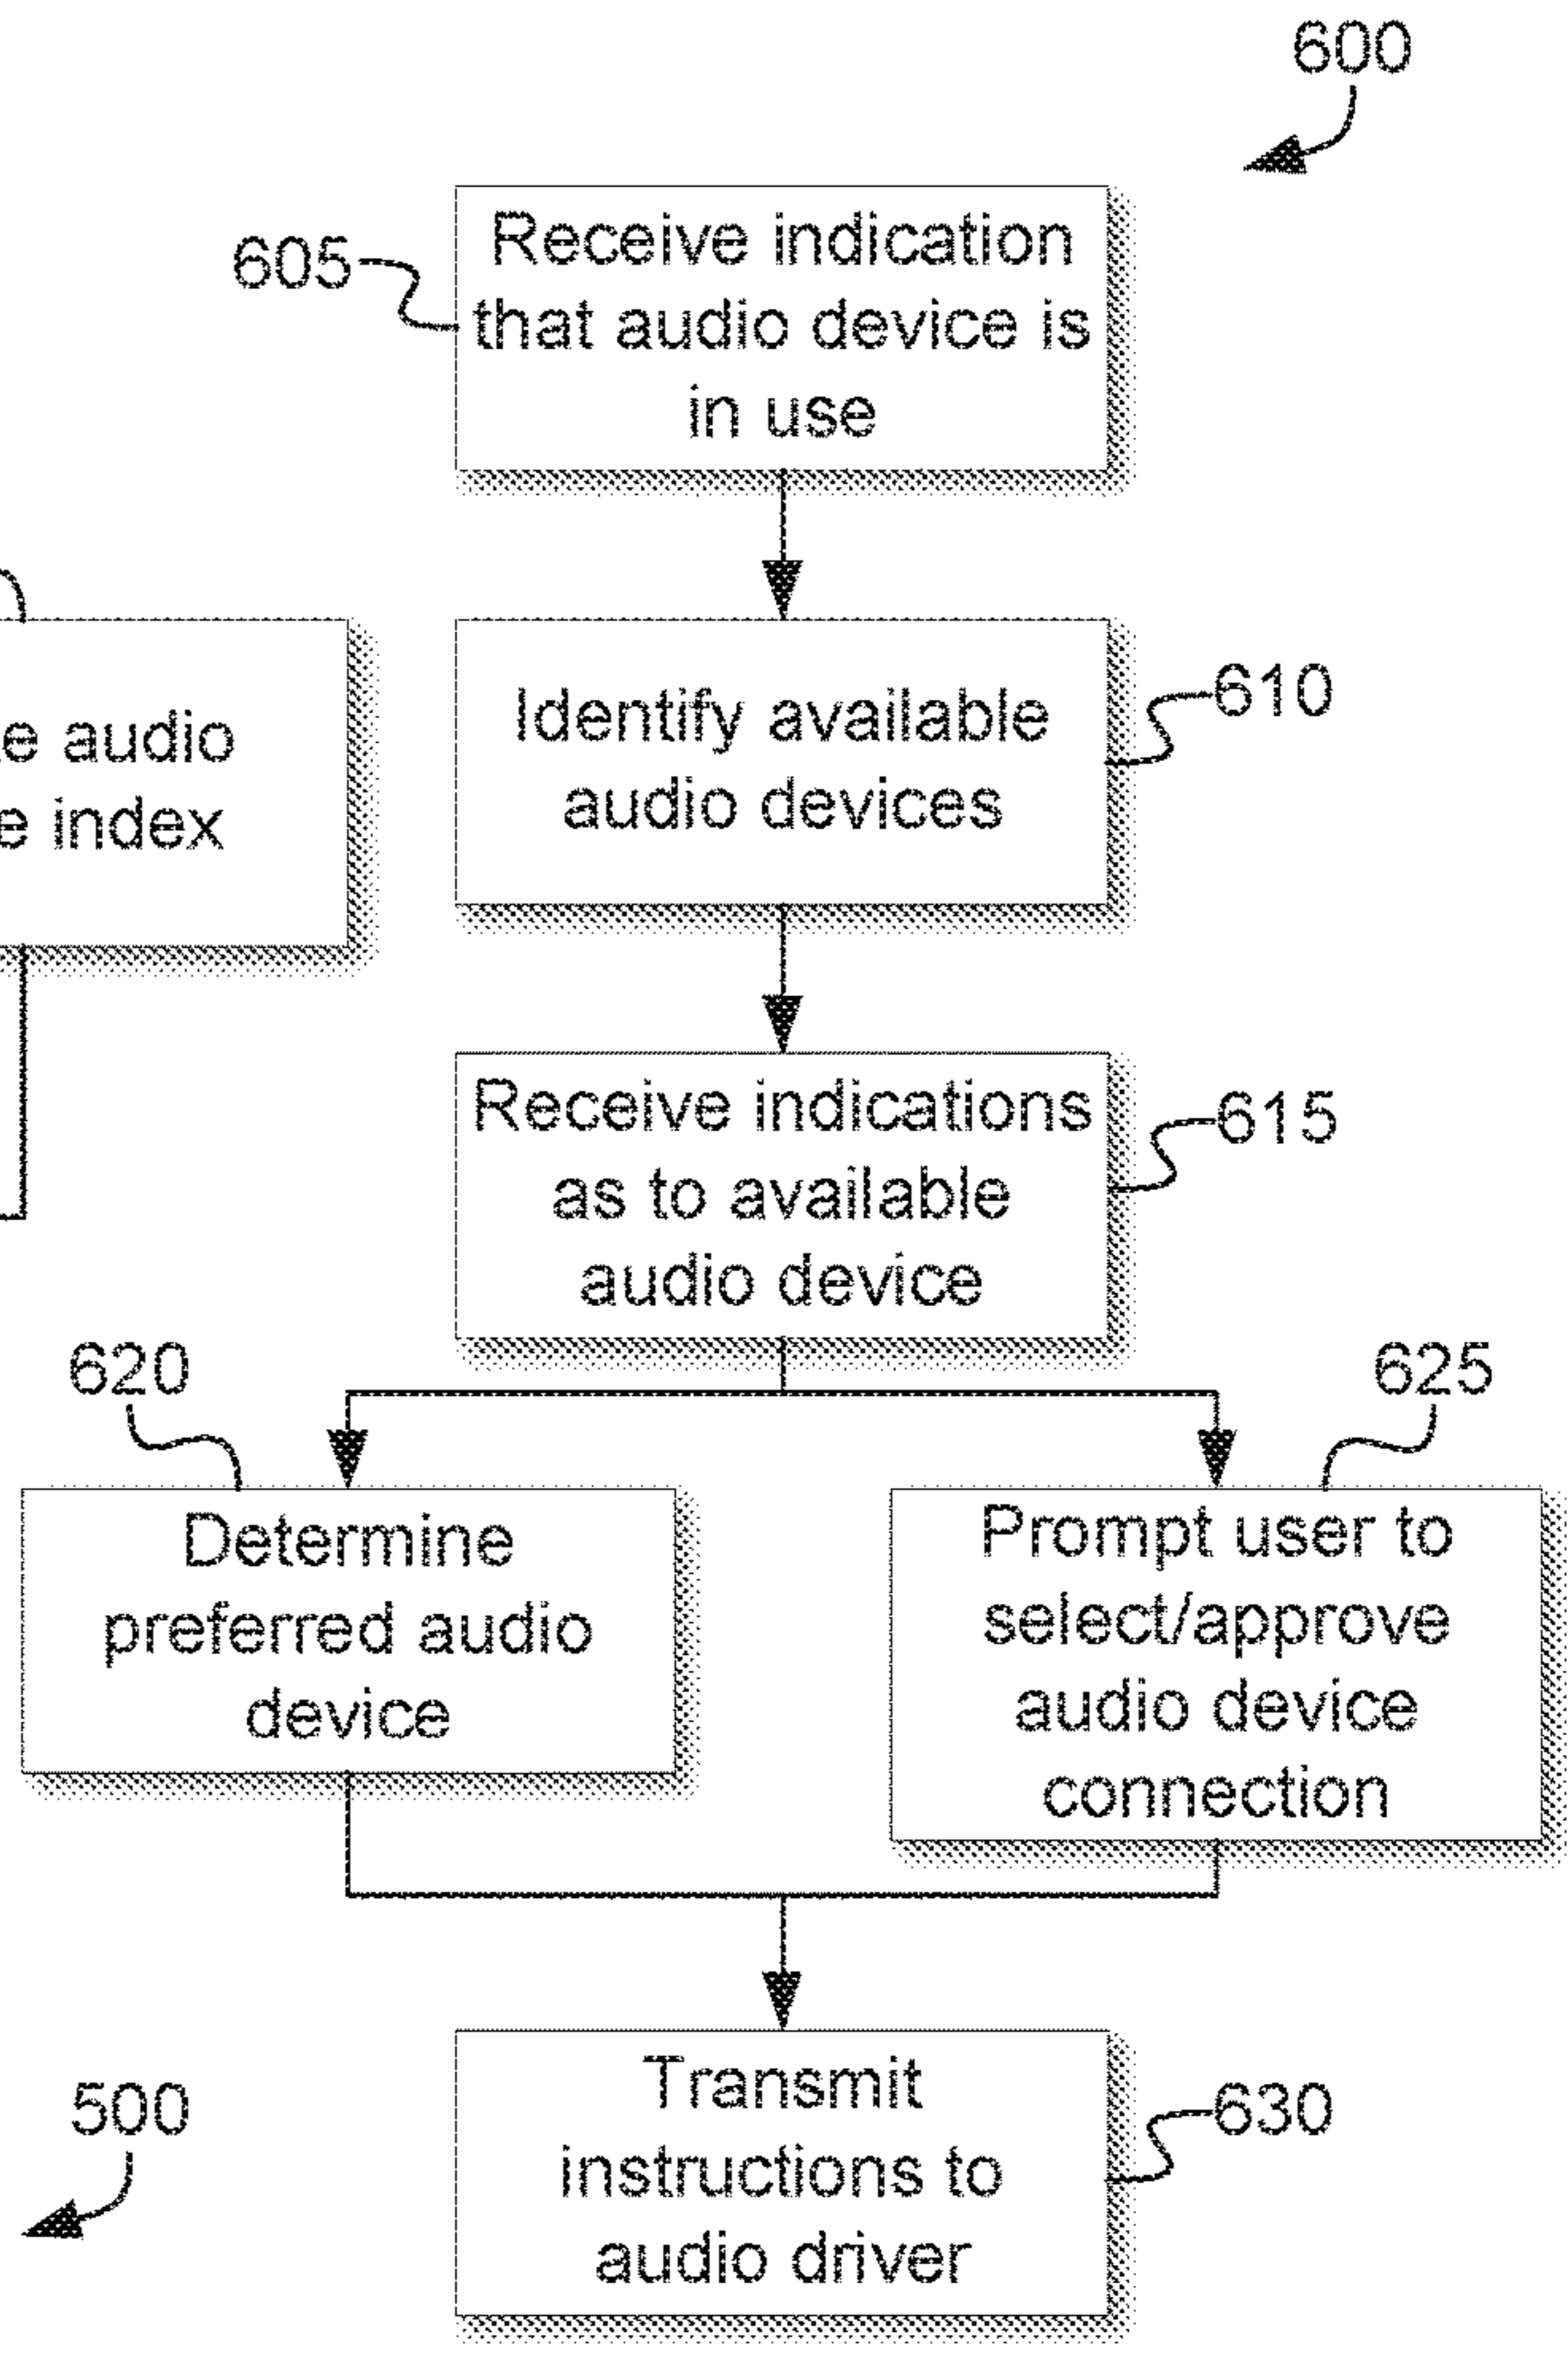 600
605
Receive indication
that audio device is
in use
audio
index
Identify available
audio devices
610
Receive indications
as to available
audio device
615
620
625
Determine
preferred audio
device
Prompt user to
select/approve
audio device
connection
500
Transmit
instructions to
audio driver
630